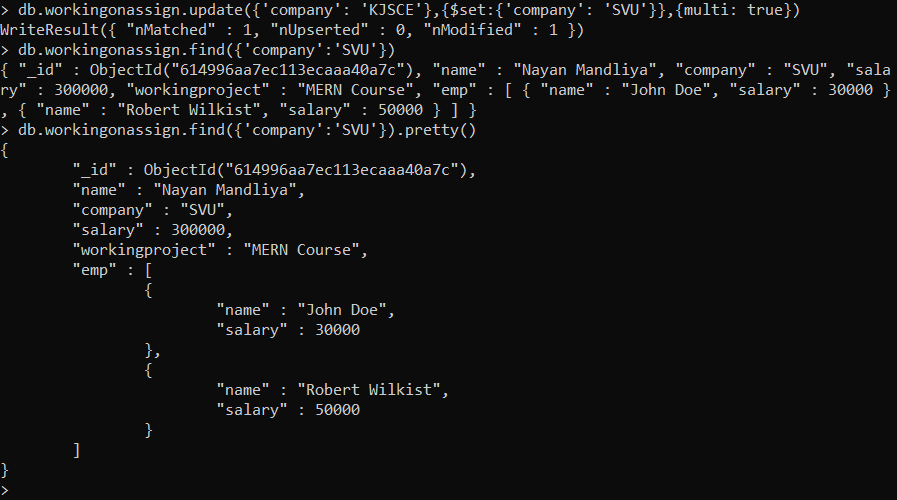 > db.workingonassign.update({'company': 'KJSCE'},{$set:{'company': 'SVU'}},{multi: true})
WriteResult({ "nMatched" : 1, "nUpserted" : 0, "nModified" : 1 })
> db.workingonassign.find({'company':'SVU'})
{ "_id" : ObjectId("614996aa7ec113ecaaa40a7c"), "name" : "Nayan Mandliya", "company" : "SVU", "sala
ry" : 300000, "workingproject" : "MERN Course", "emp" : [ { "name" : "John Doe", "salary" : 30000 }
, { "name" : "Robert Wilkist", "salary" : 50000 } ] }
> db.workingonassign.find({'company':'SVU'}).pretty()
{
        "_id" : ObjectId("614996aa7ec113ecaaa40a7c"),
        "name" : "Nayan Mandliya",
        "company" : "SVU",
        "salary" : 300000,
        "workingproject" : "MERN Course",
        "emp" : [
                {
                        "name" : "John Doe",
                        "salary" : 30000
                },
                {
                        "name" : "Robert Wilkist",
                        "salary" : 50000
                }
        ]
}
>